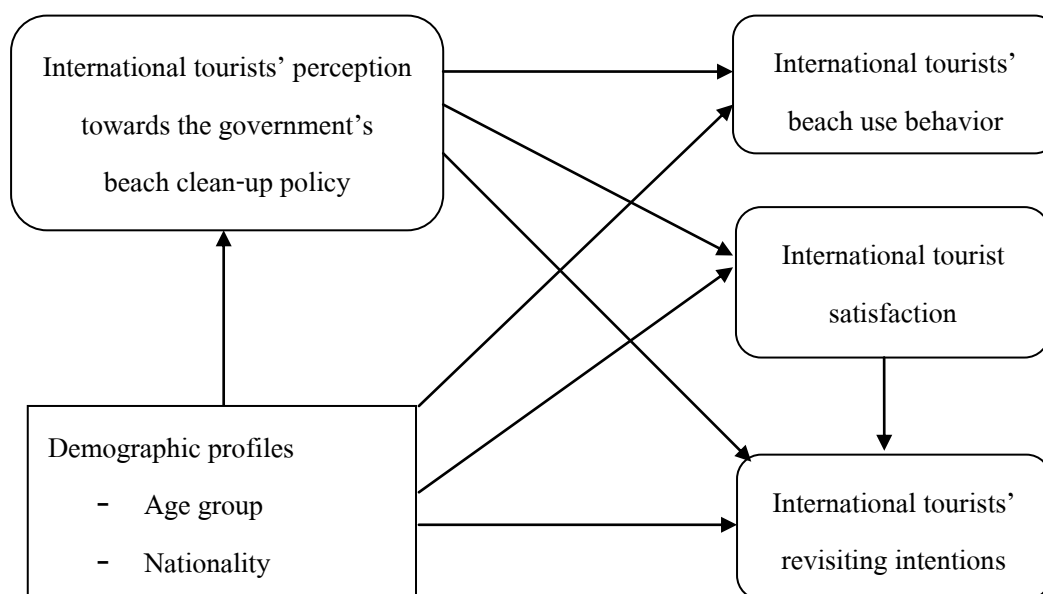 International tourists’ perception
towards the government’s
beach clean-up policy
International tourists’
beach use behavior
International tourist
satisfaction
Demographic profiles
- Age group
- Nationality
International tourists’
revisiting intentions